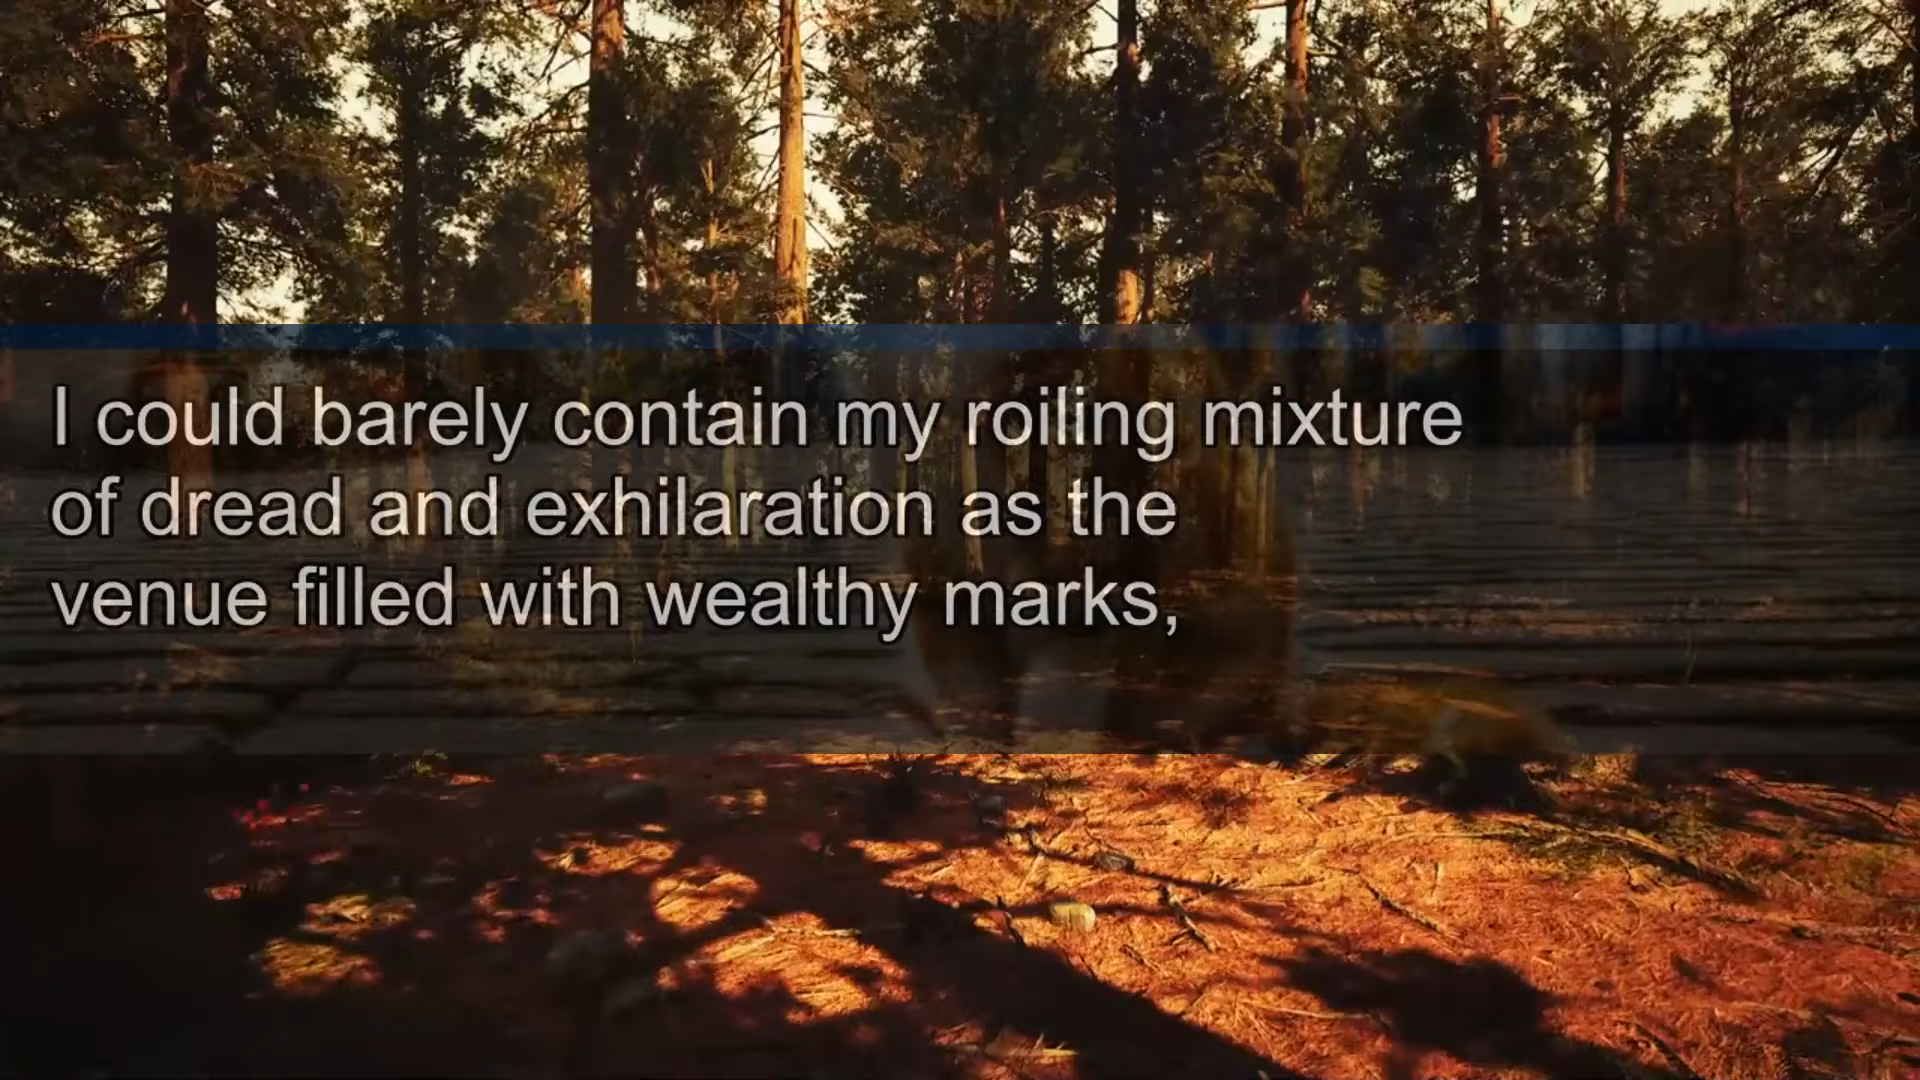 I could barely contain my roiling mixture
of dread and exhilaration as the
venue filled with wealthy marks,